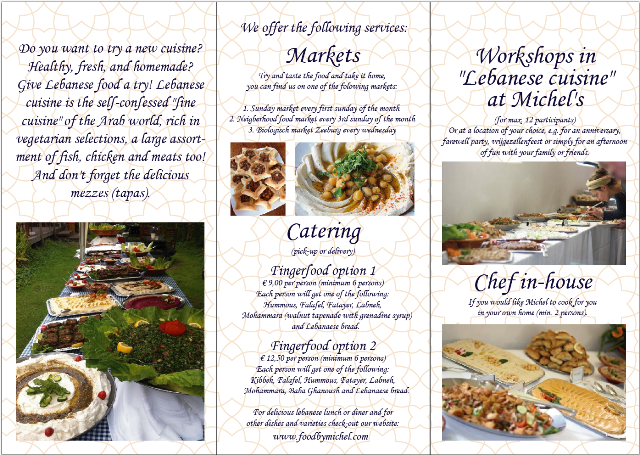 Do you want to try a new cuisine?
Healthy, fresh, and homemade?
Give Lebanese food a try! Lebanese
cuisine is the self-confessed "fine
cuisine" of the Arab world, rich in
vegetarian selections, a large assort-
ment of fish, chicken and meats too!
And don't forget the delicious
mezzes (tapas).
We offer the following services:
Markets
Try and taste the food and take it home,
you can find us on one of the folowing markets:
1. Sunday market every first sunday of the month
2. Neigberhood food market every 3rd sunday of the month
3. Biologisch market Zeeburg every wednesday
Catering
(pick-up or delivery)
Fingerfood option 1
€ 9,00 per person (minimum 6 persons)
Each person will get one of the following:
Hummous, Falafel, Fatayer, Labneh,
Mohammara (walnut tapenade with grenadine syrup)
and Lebanaese bread.
Fingerfood option 2
€ 12,50 per person (minimum 6 persons)
Each person will get one of the following:
Kibbeh, Falafel, Hummous, Fatayer, Labneh,
Mohammara, Baba Ghanoush and Lebanaese bread.
For delicious lebanese lunch or diner and for
other dishes and varieties check-out our website:
www.foodbymichel.com
Workshops in
"Lebanese cuisine"
at Michel's
(for max. 12 participants)
Or at a location of your choice, e.g. for an anniversary,
farewell party, vrijgezellenfeest or simply for an afternoon
of fun with your family or friends.
Chef in-house
If you would like Michel to cook for you
in your own home (min. 2 persons).